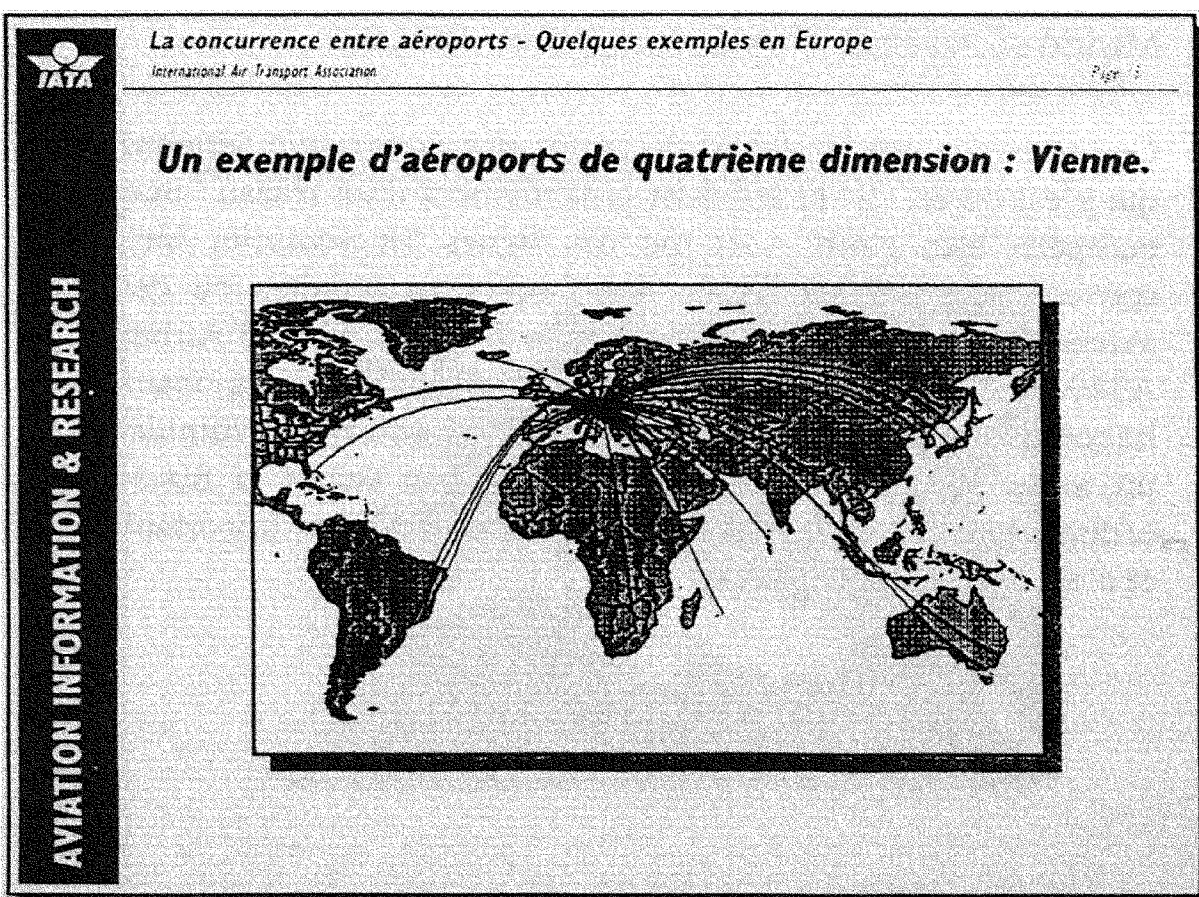 La concurrence entre aéroports - Quelques exemples en Europe
IATA
International Air Transport Association
Page
Un exemple d'aéroports de quatrième dimension : Vienne.
AVIATION INFORMATION & RESEARCH